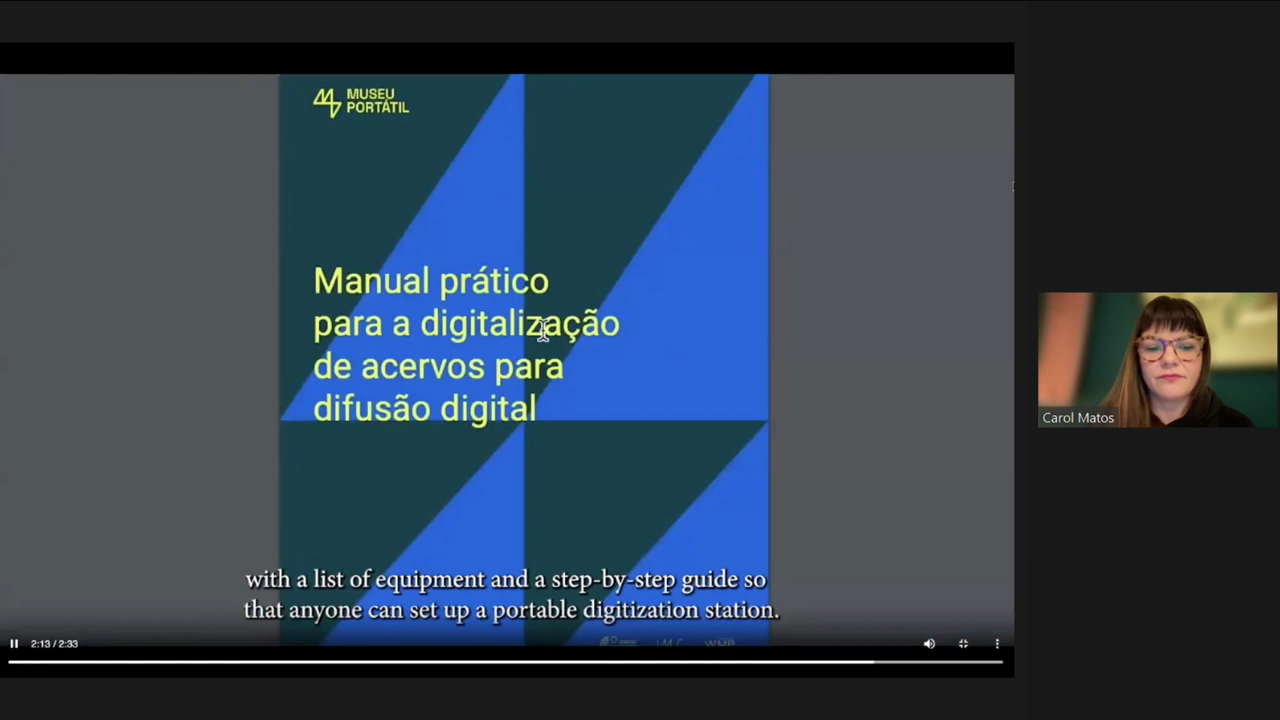 MUSEU
PORTÁTIL
Manual prático
para a digitalização
de acervos para
difusão digital
with a list of equipment and a step-by-step guide so
that anyone can set up a portable digitization station.
2:13 / 2:33
Carol Matos